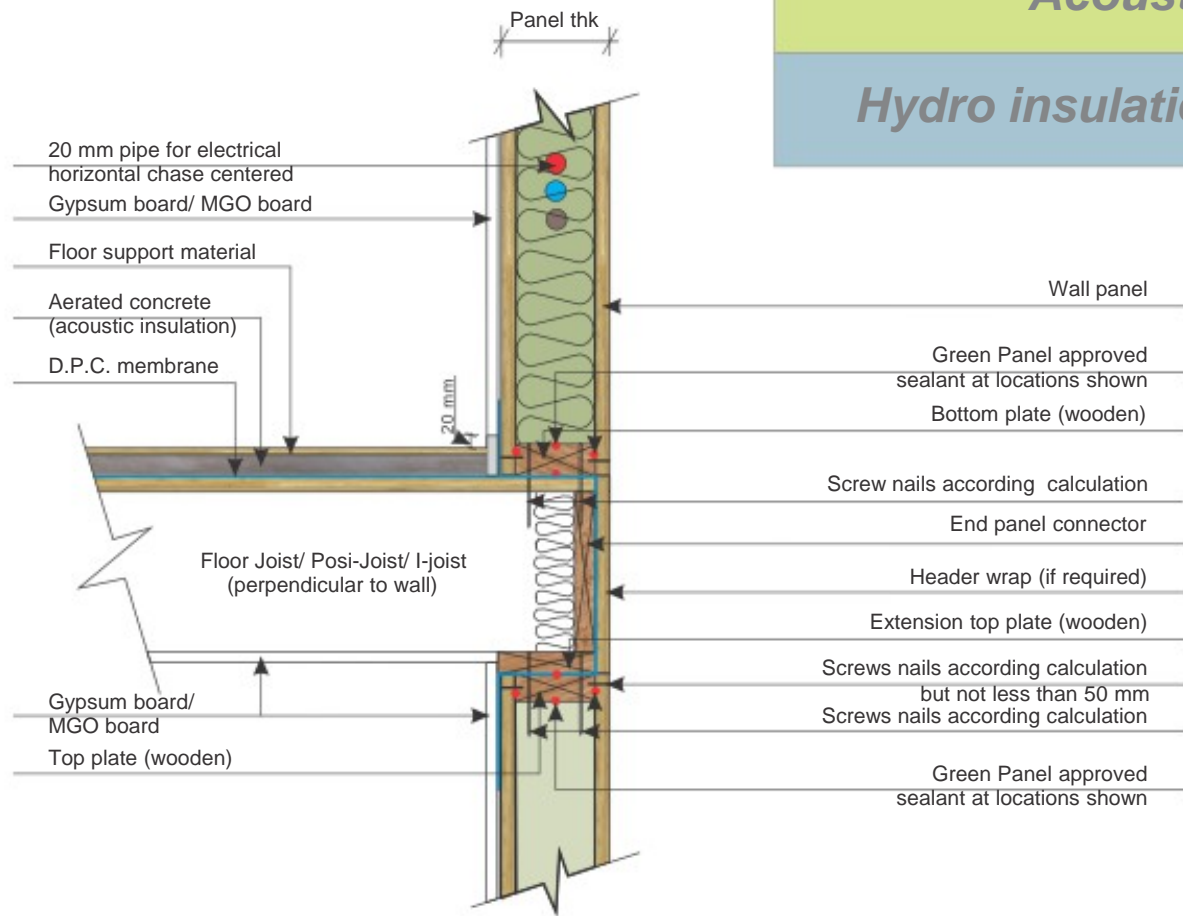 Acoust
Hydro insulatio
Panel thk
20 mm pipe for electrical
horizontal chase centered
Gypsum board/ MGO board
Floor support material
Aerated concrete
(acoustic insulation)
D.P.C. membrane
20 mm
Floor Joist/ Posi-Joist/ I-joist
(perpendicular to wall)
Gypsum board/
MGO board
Top plate (wooden)
Wall panel
Green Panel approved
sealant at locations shown
Bottom plate (wooden)
Screw nails according calculation
End panel connector
Header wrap (if required)
Extension top plate (wooden)
Screws nails according calculation
but not less than 50 mm
Screws nails according calculation
Green Panel approved
sealant at locations shown